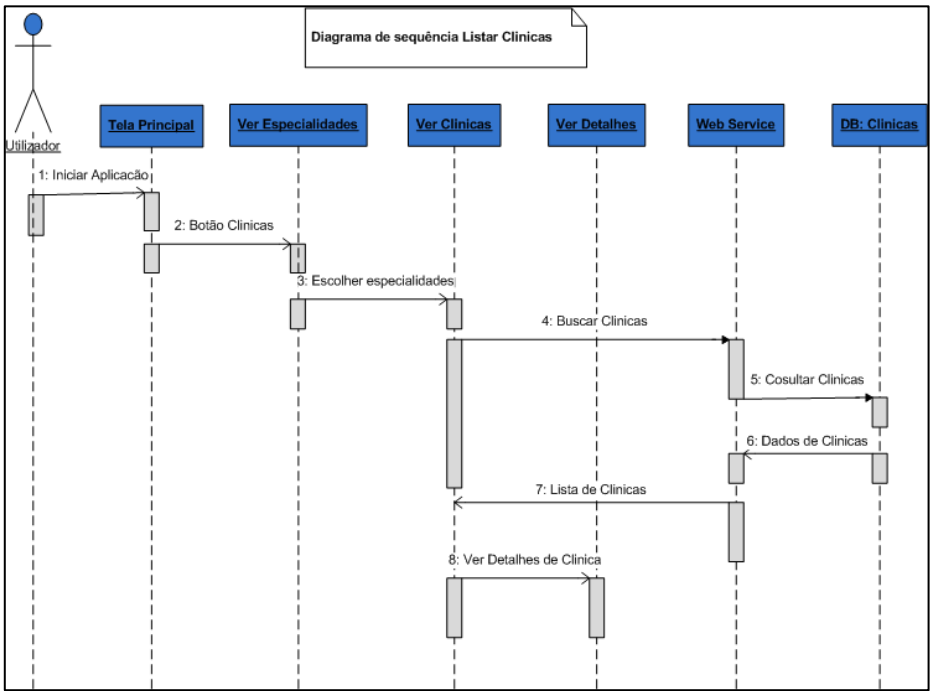 Diagrama de sequência Listar Clinicas
Utilizador
Tela Principal
Ver Especialidades
Ver Clinicas
Ver Detalhes
Web Service
DB: Clinicas
1: Iniciar Aplicacão
2: Botão Clinicas
3: Escolher especialidades
4: Buscar Clinicas
5: Cosultar Clinicas
6: Dados de Clinicas
7: Lista de Clinicas
8: Ver Detalhes de Clinica